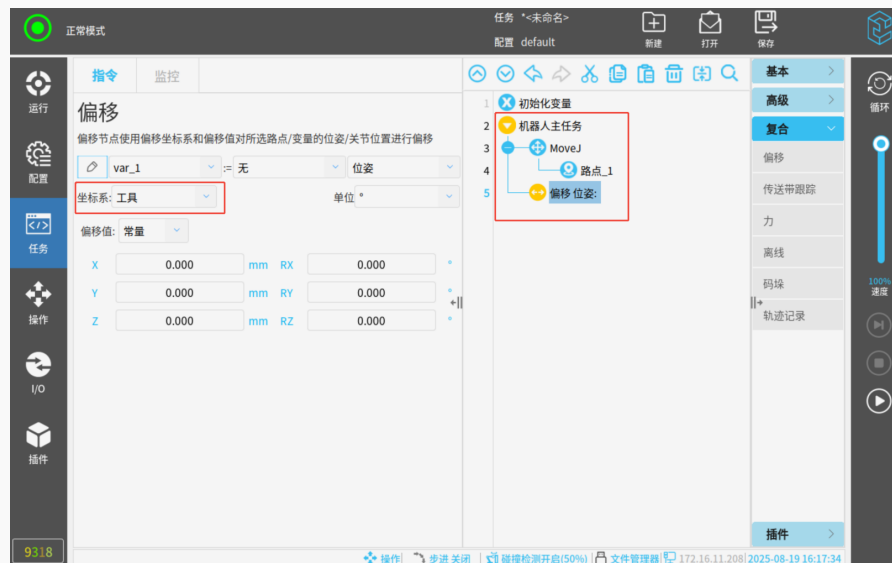 正常模式
任务 *<未命名>
配置 default
新建 打开 保存
运行
配置
任务
操作
I/O
插件
9318
指令 监控
偏移
偏移节点使用偏移坐标系和偏移值对所选路点/变量的位姿/关节位置进行偏移
var_1 := 无 位姿
坐标系: 工具 单位 °
偏移值: 常量
X 0.000 mm RX 0.000 °
Y 0.000 mm RY 0.000 °
Z 0.000 mm RZ 0.000 °
1 初始化变量
2 机器人主任务
3 MoveJ
4 路点_1
5 偏移 位姿:
基本
高级
复合
偏移
传送带跟踪
力
离线
码垛
轨迹记录
插件
循环
100%
速度
操作 步进 关闭 碰撞检测开启(50%) 文件管理器 172.16.11.208 2025-08-19 16:17:34